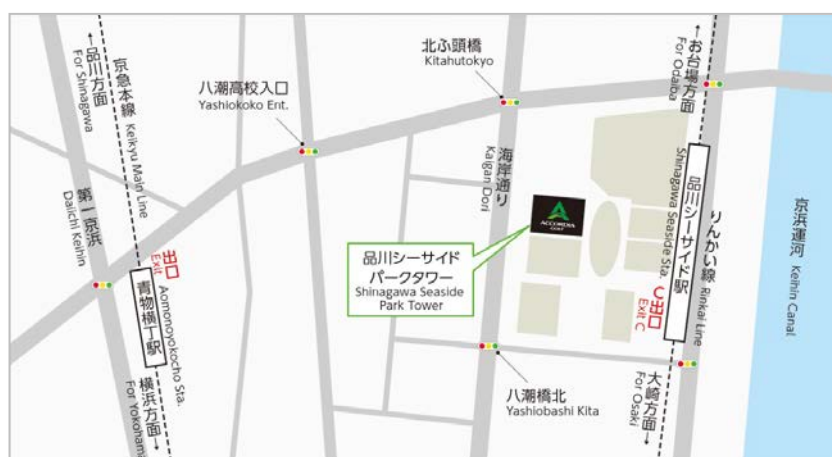 ←品川方面
For Shinagawa
京急本線 Keikyu Main Line
八潮高校入口
Yashiokoko Ent.
北ふ頭橋
Kitahutokyo
←お台場方面
For Odaiba
第一京浜
Daiichi Keihin
出口
Exit
青物横丁駅
Aomonoyokocho Sta.
横浜方面→
For Yokohama
海岸通り
Kaigan Dori
ACCORDIA
GOLF
品川シーサイド
パークタワー
Shinagawa Seaside
Park Tower
品川シーサイド駅
Shinagawa Seaside Sta.
C出口
Exit C
りんかい線 Rinkai Line
京浜運河 Keihin Canal
八潮橋北
Yashiobashi Kita
大崎方面→
For Osaki